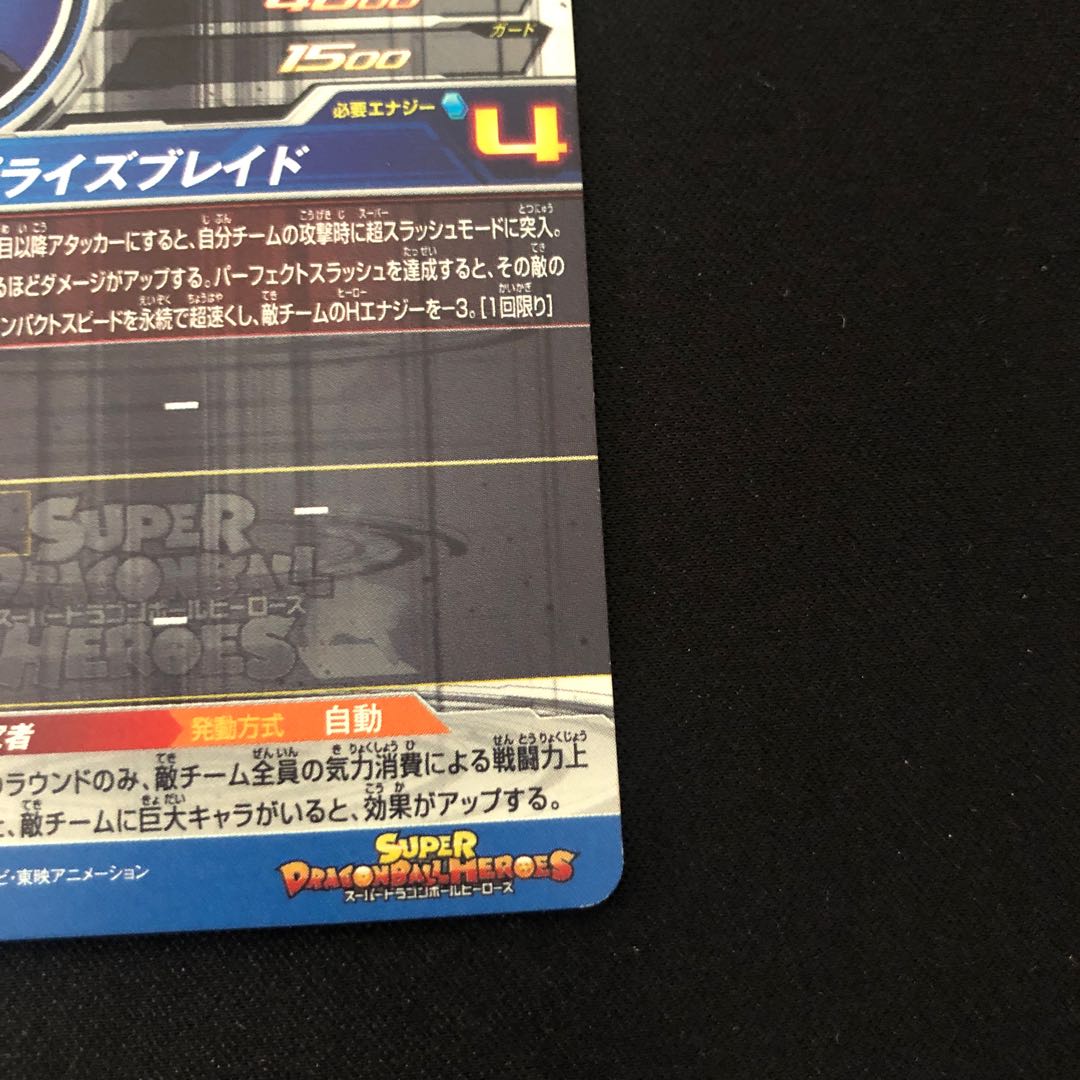 4000
ガード
1500
必要エナジー 4
ライズブレイド
目以降アタッカーにすると、自分チームの攻撃時に超スラッシュモードに突入。
るほどダメージがアップする。パーフェクトスラッシュを達成すると、その敵の
ンパクトスピードを永続で超速くし、敵チームのHエナジーを−3。[1回限り]
SUPER
DRAGONBALL
スーパードラゴンボールヒーローズ
HEROES
者 発動方式 自動
ラウンドのみ、敵チーム全員の気力消費による戦闘力上
、敵チームに巨大キャラがいると、効果がアップする。
ビ・東映アニメーション
SUPER
DRAGONBALL HEROES
スーパードラゴンボールヒーローズ